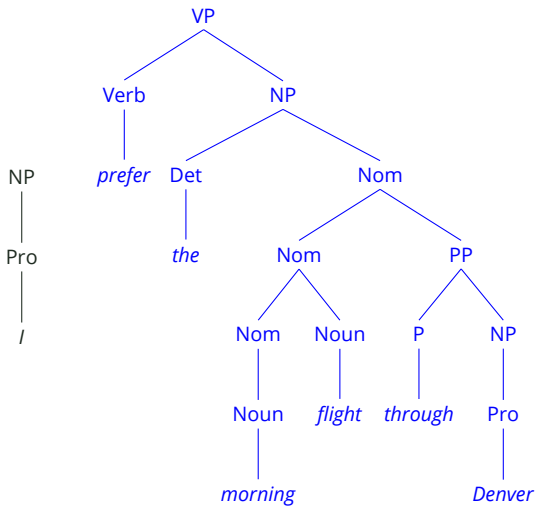 VP
Verb NP
NP prefer Det Nom
Pro the Nom PP
I Nom Noun P NP
Noun flight through Pro
morning Denver